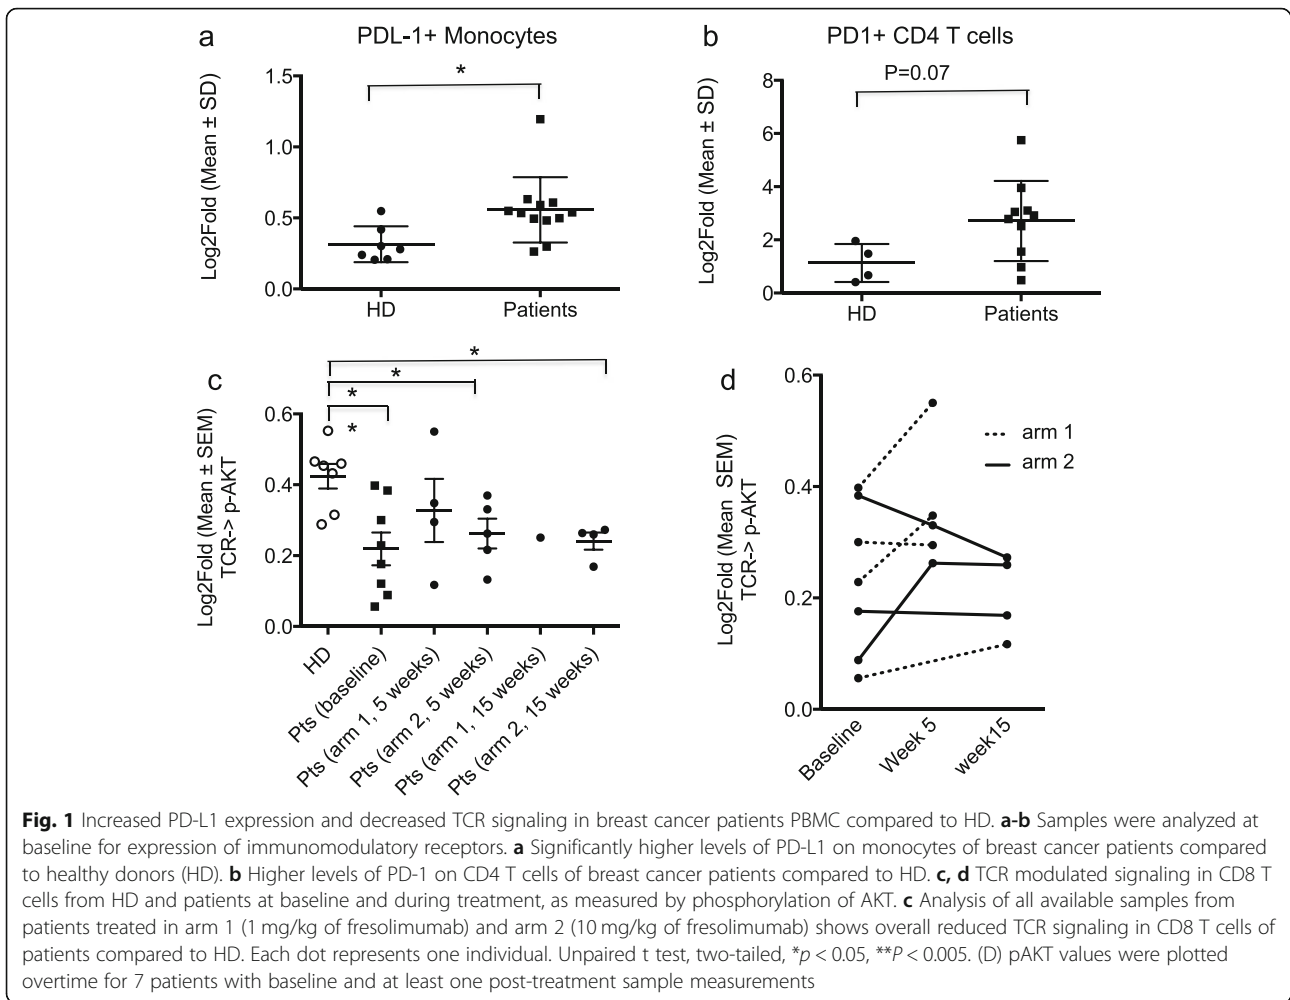 a
PDL-1+ Monocytes
Log2Fold (Mean ± SD)
1.5
1.0
0.5
0.0
*
HD
Patients
b
PD1+ CD4 T cells
Log2Fold (Mean ± SD)
8
6
4
2
0
P=0.07
HD
Patients
c
Log2Fold (Mean ± SEM)
TCR-> p-AKT
0.6
0.4
0.2
0.0
*
*
*
*
HD
Pts (baseline)
Pts (arm 1, 5 weeks)
Pts (arm 2, 5 weeks)
Pts (arm 1, 15 weeks)
Pts (arm 2, 15 weeks)
d
Log2Fold (Mean SEM)
TCR-> p-AKT
0.6
0.4
0.2
0.0
arm 1
arm 2
Baseline
Week 5
week15
Fig. 1 Increased PD-L1 expression and decreased TCR signaling in breast cancer patients PBMC compared to HD. a-b Samples were analyzed at
baseline for expression of immunomodulatory receptors. a Significantly higher levels of PD-L1 on monocytes of breast cancer patients compared
to healthy donors (HD). b Higher levels of PD-1 on CD4 T cells of breast cancer patients compared to HD. c, d TCR modulated signaling in CD8 T
cells from HD and patients at baseline and during treatment, as measured by phosphorylation of AKT. c Analysis of all available samples from
patients treated in arm 1 (1 mg/kg of fresolimumab) and arm 2 (10 mg/kg of fresolimumab) shows overall reduced TCR signaling in CD8 T cells of
patients compared to HD. Each dot represents one individual. Unpaired t test, two-tailed, *p < 0.05, **P < 0.005. (D) pAKT values were plotted
overtime for 7 patients with baseline and at least one post-treatment sample measurements